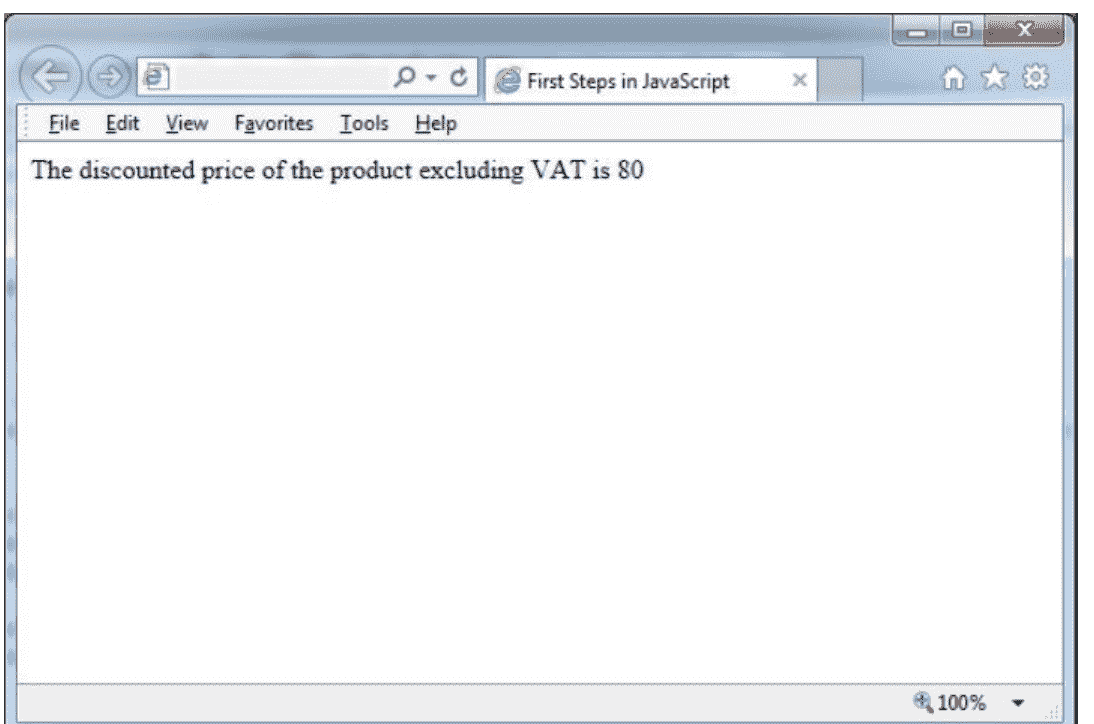 First Steps in JavaScript
File Edit View Favorites Tools Help
The discounted price of the product excluding VAT is 80
100%